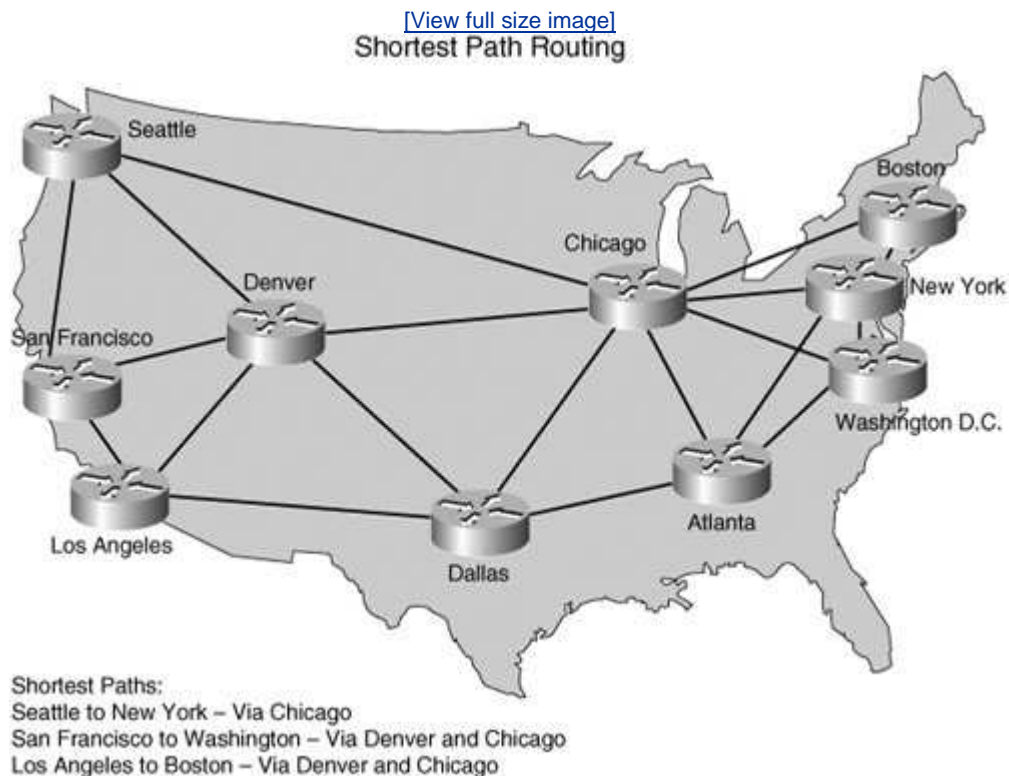 [View full size image]
Shortest Path Routing
Seattle
Boston
Chicago
Denver
New York
San Francisco
Washington D.C.
Atlanta
Los Angeles
Dallas
Shortest Paths:
Seattle to New York – Via Chicago
San Francisco to Washington – Via Denver and Chicago
Los Angeles to Boston – Via Denver and Chicago